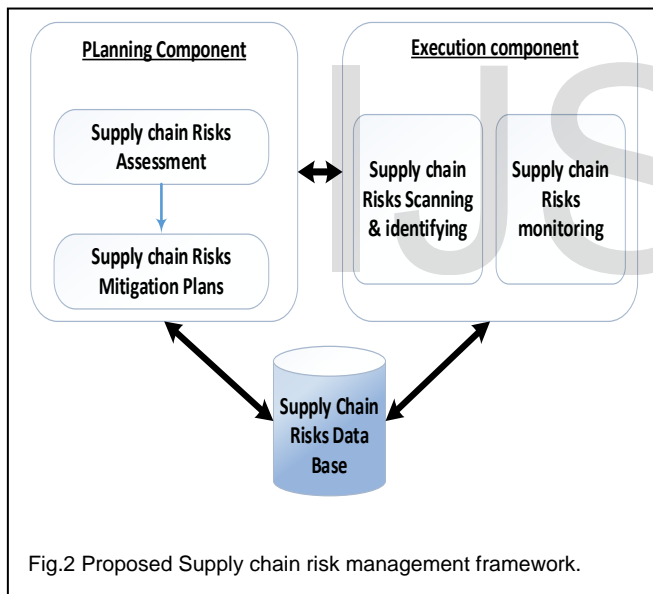 PLanning Component
Supply chain Risks
Assessment
Supply chain Risks
Mitigation Plans
Execution component
Supply chain
Risks Scanning
& identifying
Supply chain
Risks
monitoring
Supply Chain
Risks Data
Base
IJS
Fig.2 Proposed Supply chain risk management framework.